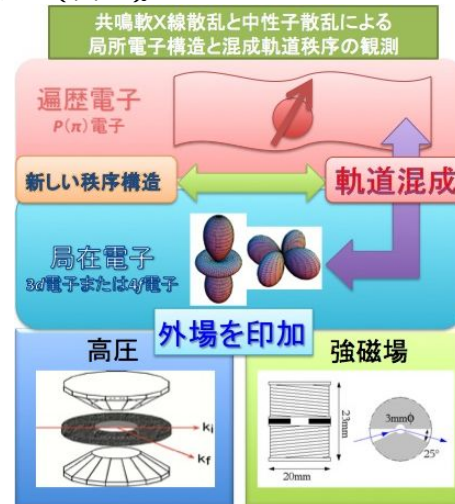 共鳴軟X線散乱と中性子散乱による
局所電子構造と混成軌道秩序の観測
遍歴電子
P(π)電子
新しい秩序構造
軌道混成
局在電子
3d電子または4f電子
外場を印加
高圧
強磁場
ki
kf
23mm
20mm
3mmϕ
25°